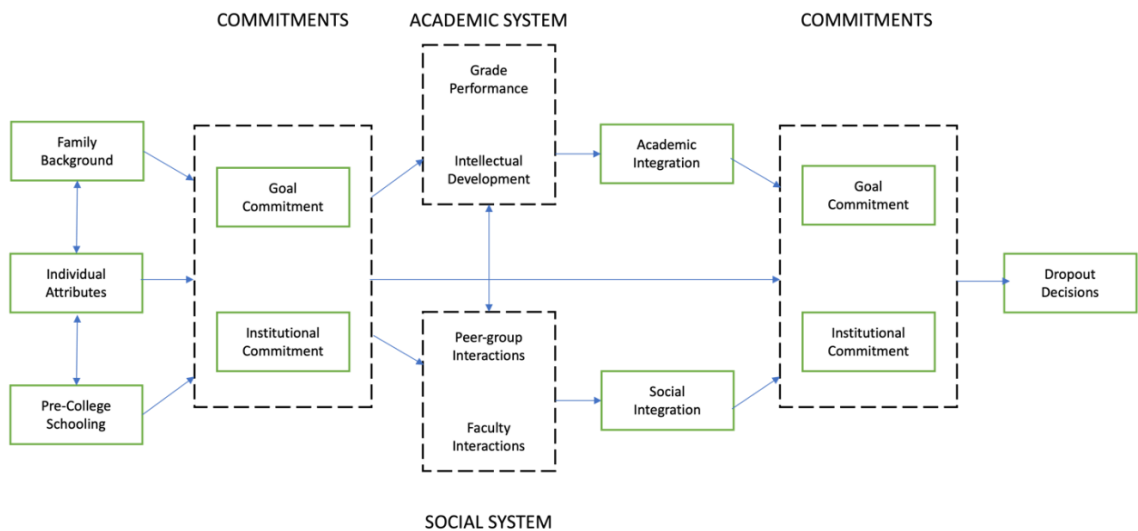 COMMITMENTS
ACADEMIC SYSTEM
COMMITMENTS
Family
Background
Individual
Attributes
Pre-College
Schooling
Goal
Commitment
Institutional
Commitment
Grade
Performance
Intellectual
Development
Peer-group
Interactions
Faculty
Interactions
Academic
Integration
Social
Integration
Goal
Commitment
Institutional
Commitment
Dropout
Decisions
SOCIAL SYSTEM